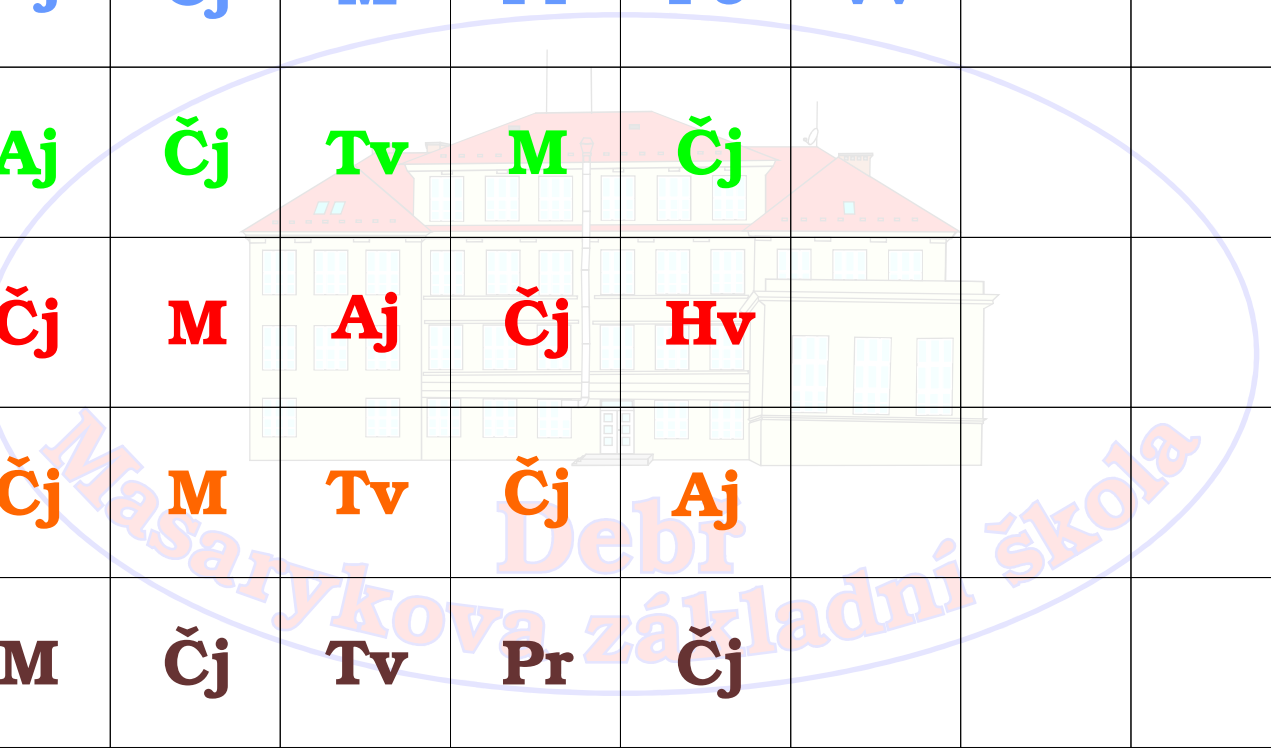 Čj M
Aj Čj Tv M Čj
Čj M Aj Čj Hv
Čj M Tv Čj Aj
M Čj Tv Pr Čj
Debř
Masarykova základní škola